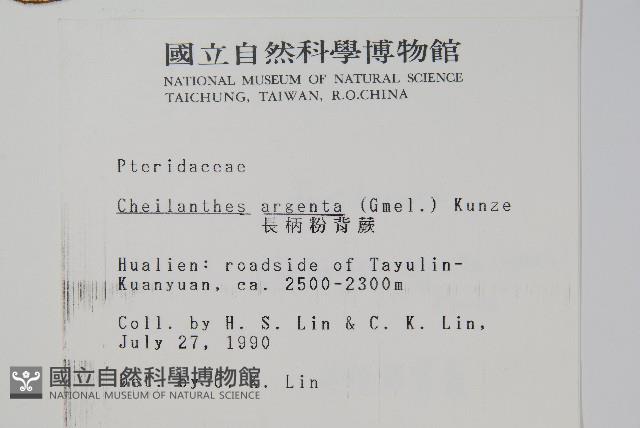 國立自然科學博物館
NATIONAL MUSEUM OF NATURAL SCIENCE
TAICHUNG, TAIWAN, R.O.CHINA
Pteridaceae
Cheilanthes argenta (Gmel.) Kunze
長柄粉背蕨
Hualien: roadside of Tayulin-
Kuanyuan, ca. 2500-2300m
Coll. by H. S. Lin & C. K. Lin,
July 27, 1990
Lin
國立自然科學博物館
NATIONAL MUSEUM OF NATURAL SCIENCE